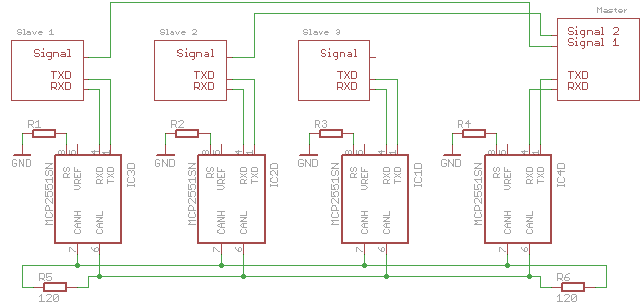 Slave 1
Slave 2
Slave 3
Master
Signal
Signal
Signal
Signal 2
Signal 1
TXD
RXD
TXD
RXD
TXD
RXD
TXD
RXD
R1
R2
R3
R4
GND
GND
GND
GND
8
5
4
1
8
5
4
1
8
5
4
1
8
5
4
1
MCP2551SN
RS
VREF
RXD
TXD
IC3D
MCP2551SN
RS
VREF
RXD
TXD
IC2D
MCP2551SN
RS
VREF
RXD
TXD
IC1D
MCP2551SN
RS
VREF
RXD
TXD
IC4D
CANH
CANL
CANH
CANL
CANH
CANL
CANH
CANL
7
6
7
6
7
6
7
6
R5
R6
120
120